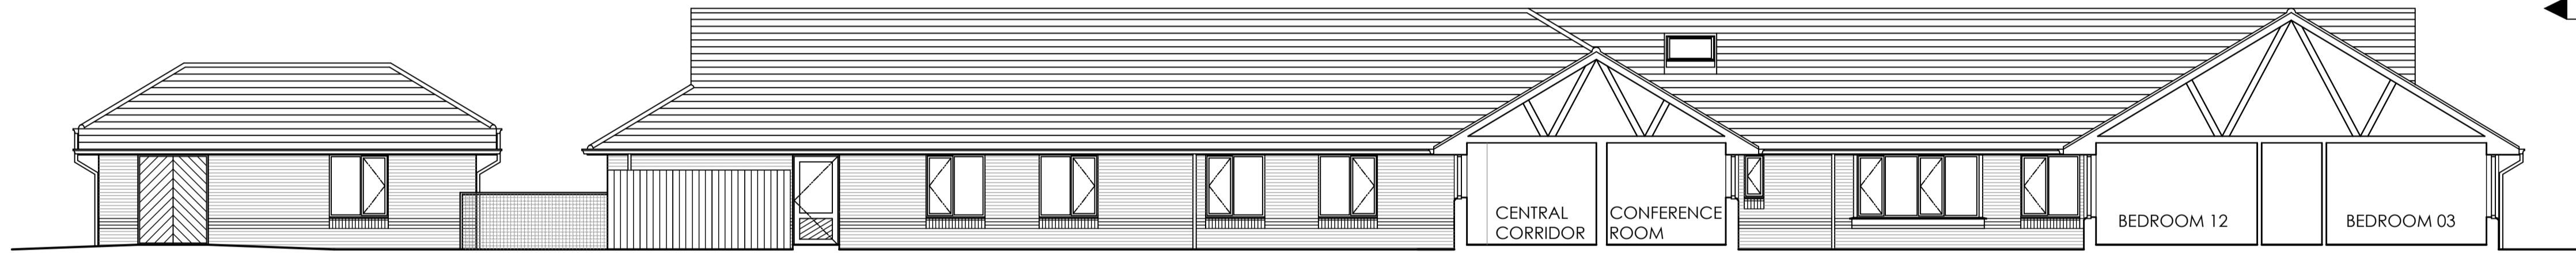 CENTRAL
CORRIDOR
CONFERENCE
ROOM
BEDROOM 12
BEDROOM 03